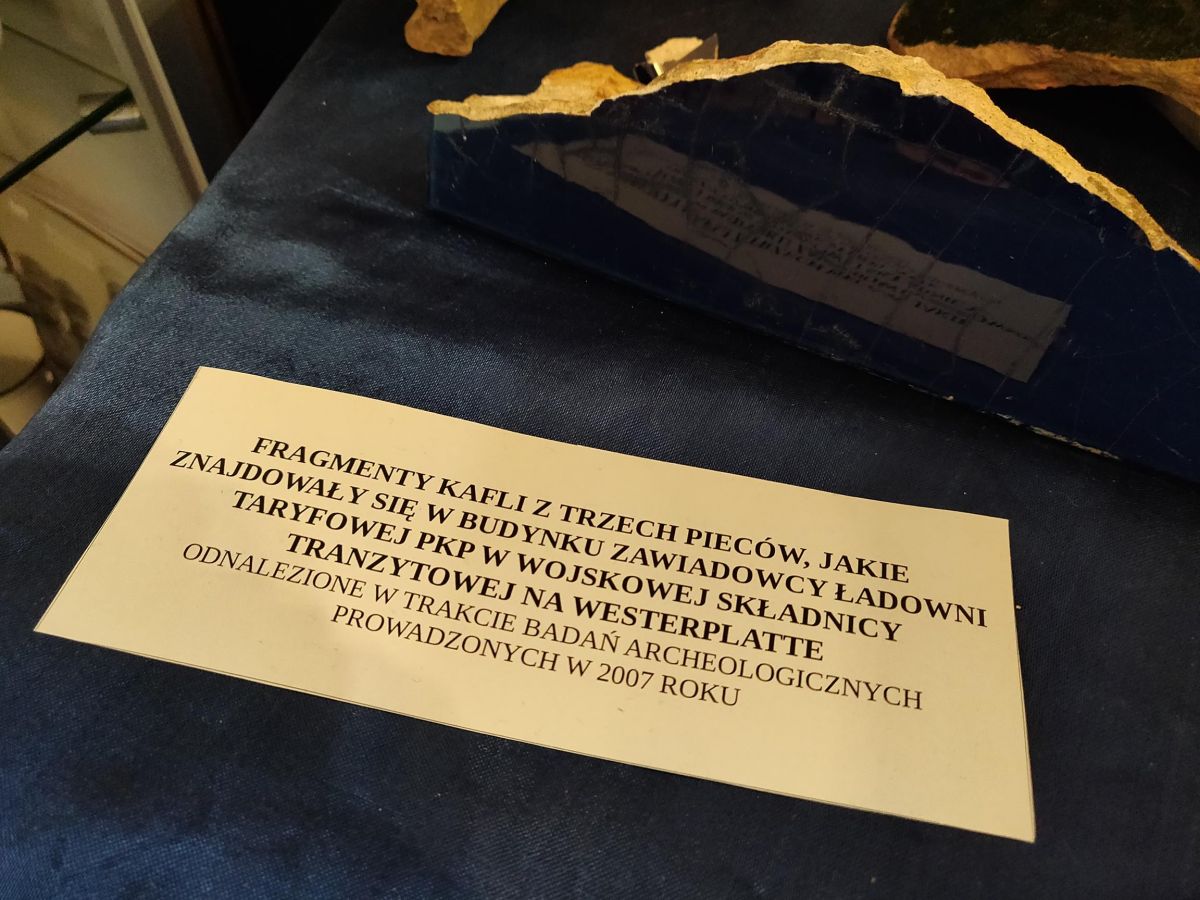 FRAGMENTY KAFLI Z TRZECH PIECÓW, JAKIE
ZNAJDOWAŁY SIĘ W BUDYNKU ZAWIADOWCY ŁADOWNI
TARYFOWEJ PKP W WOJSKOWEJ SKŁADNICY
TRANZYTOWEJ NA WESTERPLATTE
ODNALEZIONE W TRAKCIE BADAŃ ARCHEOLOGICZNYCH
PROWADZONYCH W 2007 ROKU